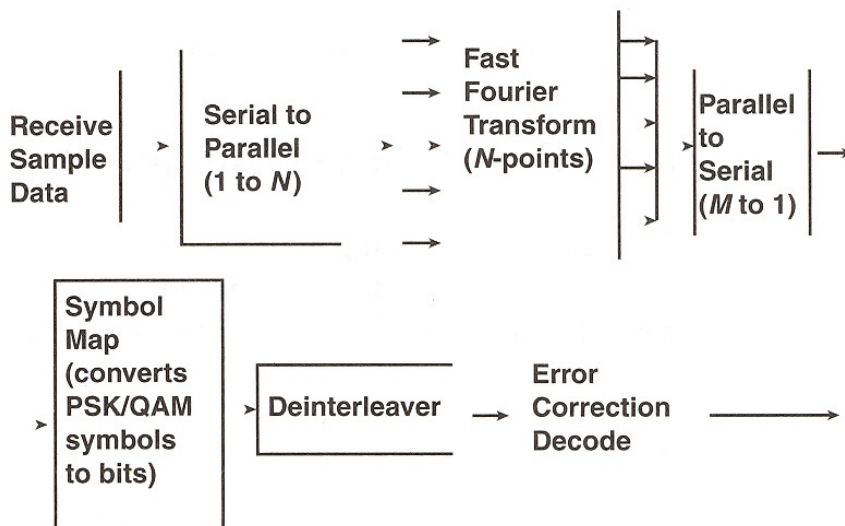 Receive
Sample
Data
Serial to
Parallel
(1 to N)
Fast
Fourier
Transform
(N-points)
Parallel
to
Serial
(M to 1)
Symbol
Map
(converts
PSK/QAM
symbols
to bits)
Deinterleaver
Error
Correction
Decode